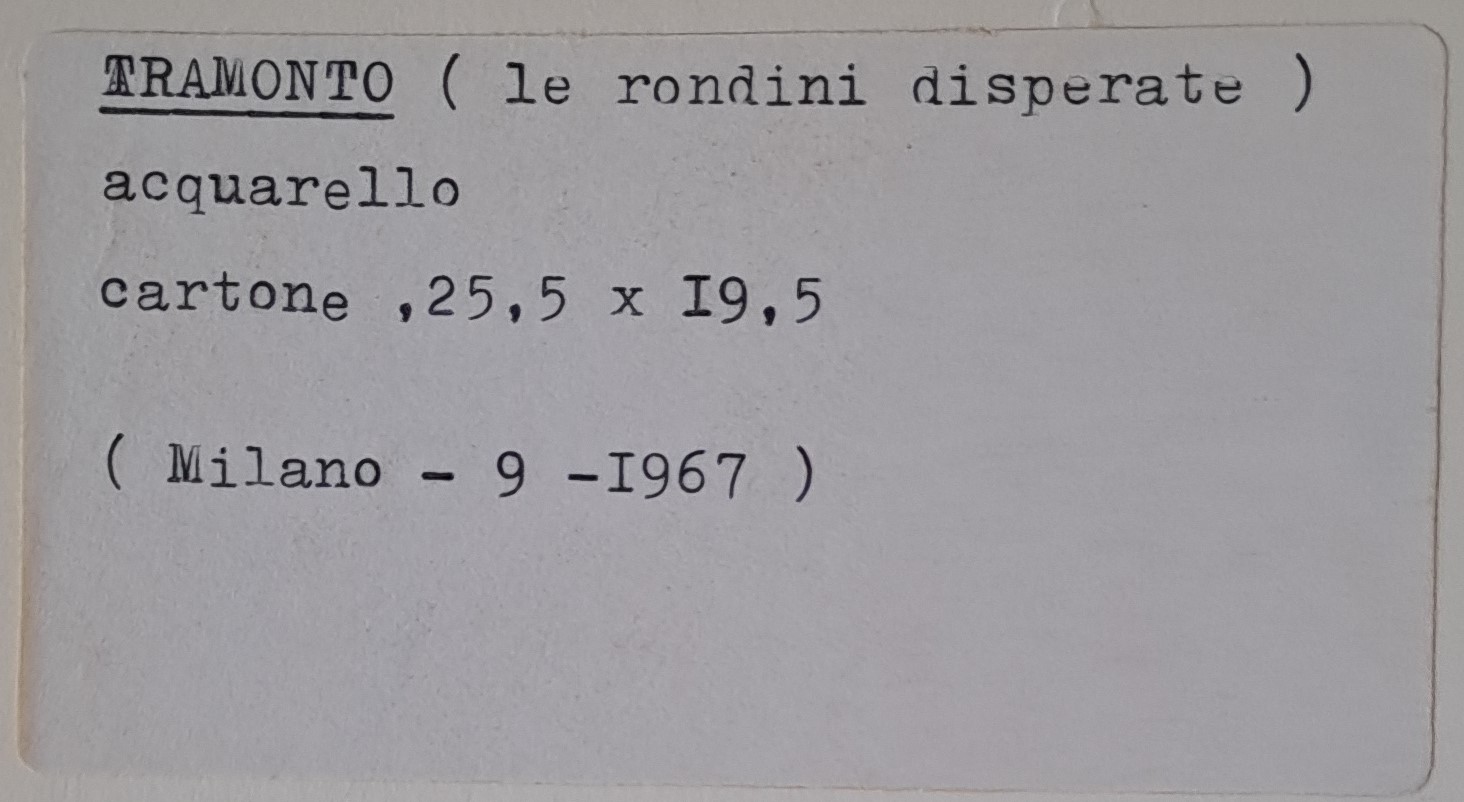 TRAMONTO ( le rondini disperate )
acquarello
cartone ,25,5 x I9,5
( Milano - 9 -I967 )